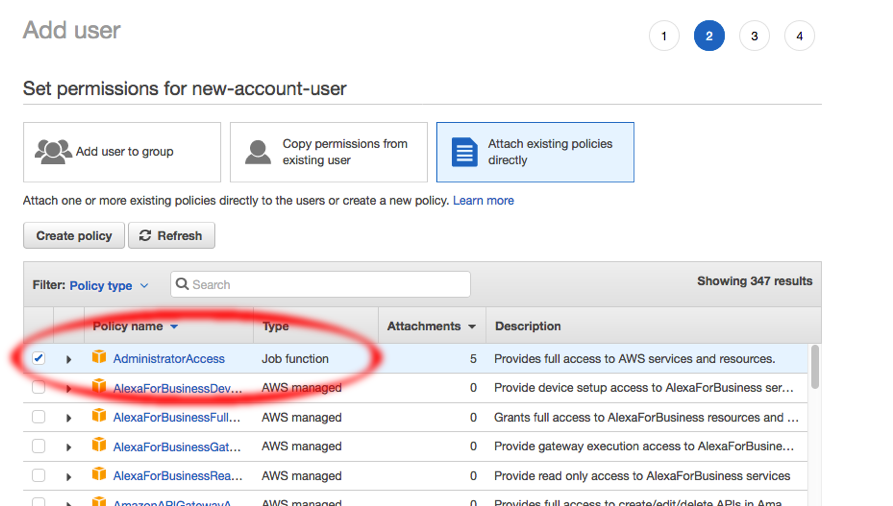 Add user
1 2 3 4
Set permissions for new-account-user
Add user to group
Copy permissions from
existing user
Attach existing policies
directly
Attach one or more existing policies directly to the users or create a new policy. Learn more
Create policy Refresh
Filter: Policy type Search Showing 347 results
Policy name Type Attachments Description
AdministratorAccess Job function 5 Provides full access to AWS services and resources.
AlexaForBusinessDev... AWS managed 0 Provide device setup access to AlexaForBusiness ser...
AlexaForBusinessFull... AWS managed 0 Grants full access to AlexaForBusiness resources and ...
AlexaForBusinessGat... AWS managed 0 Provide gateway execution access to AlexaForBusine...
AlexaForBusinessRea... AWS managed 0 Provide read only access to AlexaForBusiness services
AmazonAPIGatewayA... AWS managed 0 Provides full access to create/edit/delete APIs in Ama...